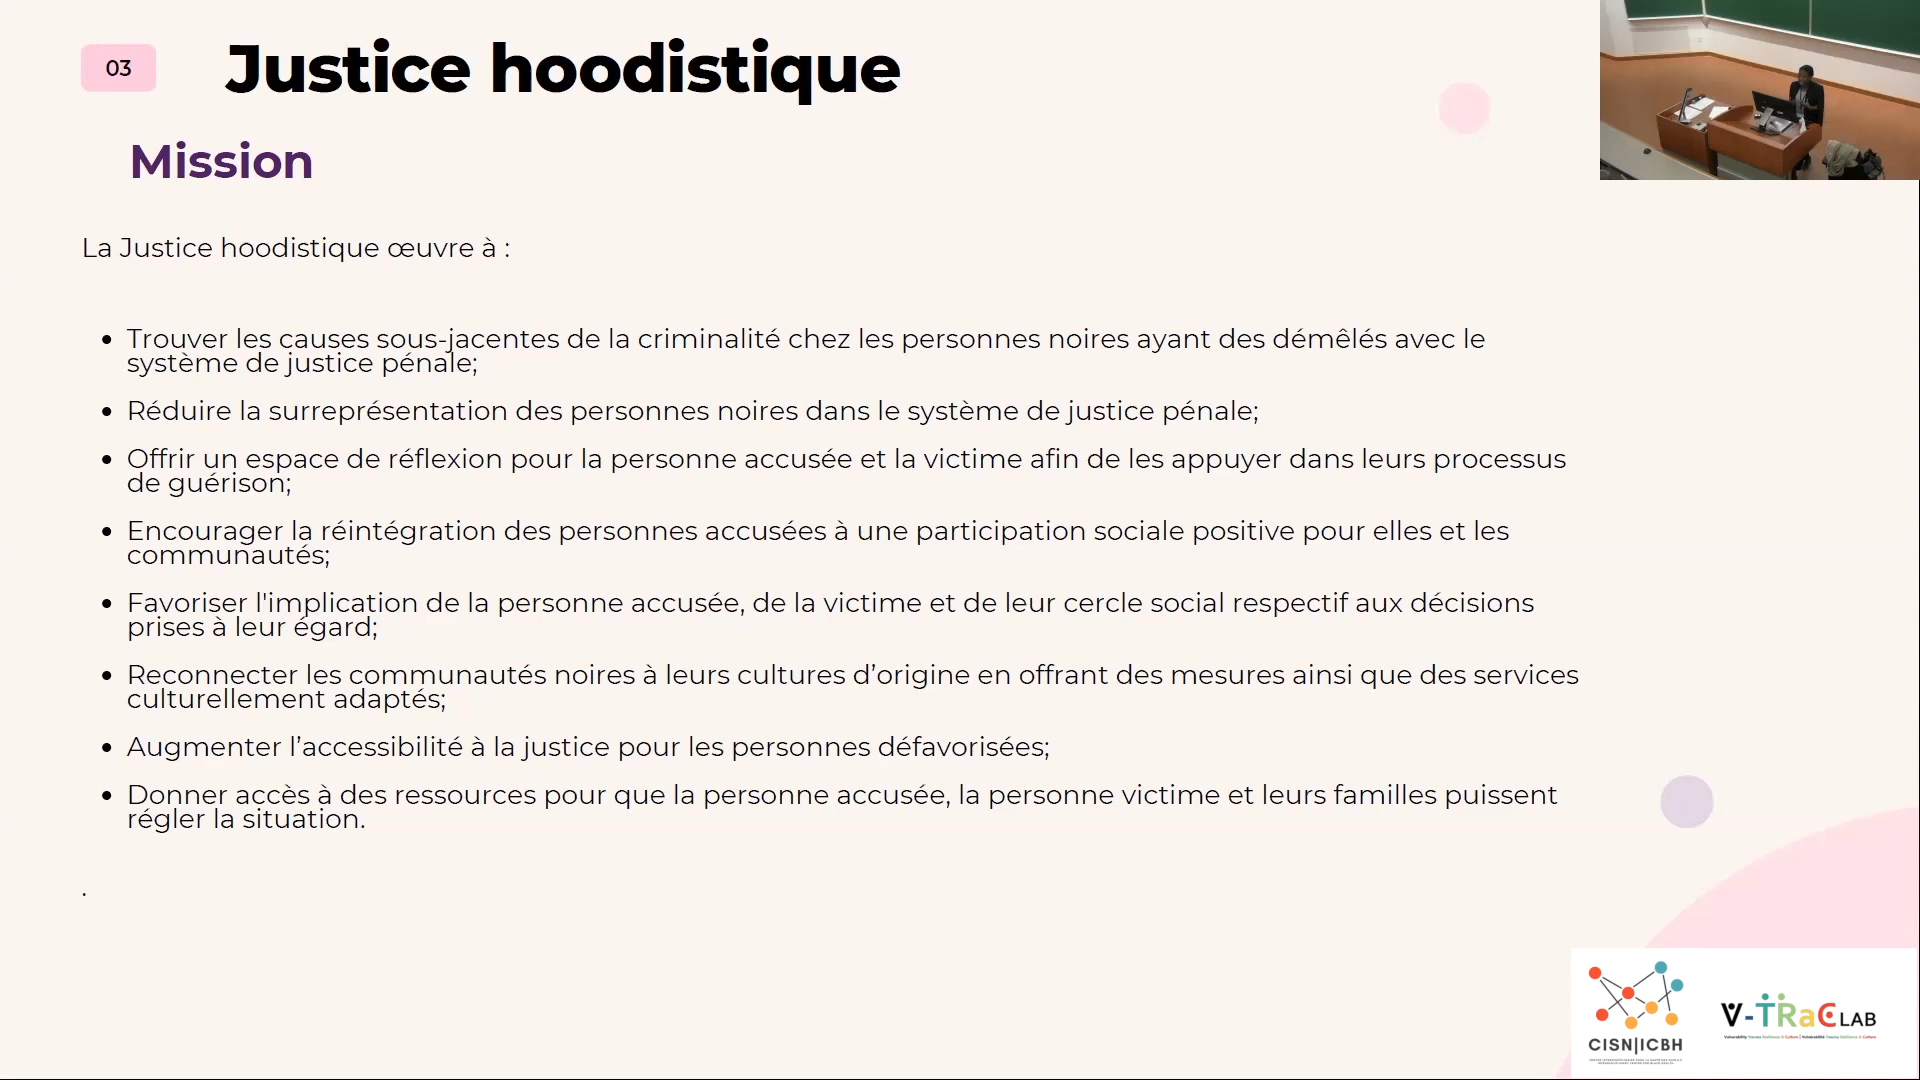 03
Justice hoodistique
Mission
La Justice hoodistique œuvre à :
• Trouver les causes sous-jacentes de la criminalité chez les personnes noires ayant des démêlés avec le
système de justice pénale;
• Réduire la surreprésentation des personnes noires dans le système de justice pénale;
• Offrir un espace de réflexion pour la personne accusée et la victime afin de les appuyer dans leurs processus
de guérison;
• Encourager la réintégration des personnes accusées à une participation sociale positive pour elles et les
communautés;
• Favoriser l'implication de la personne accusée, de la victime et de leur cercle social respectif aux décisions
prises à leur égard;
• Reconnecter les communautés noires à leurs cultures d’origine en offrant des mesures ainsi que des services
culturellement adaptés;
• Augmenter l’accessibilité à la justice pour les personnes défavorisées;
• Donner accès à des ressources pour que la personne accusée, la personne victime et leurs familles puissent
régler la situation.
.
CISN|ICBH
V-TRaC LAB